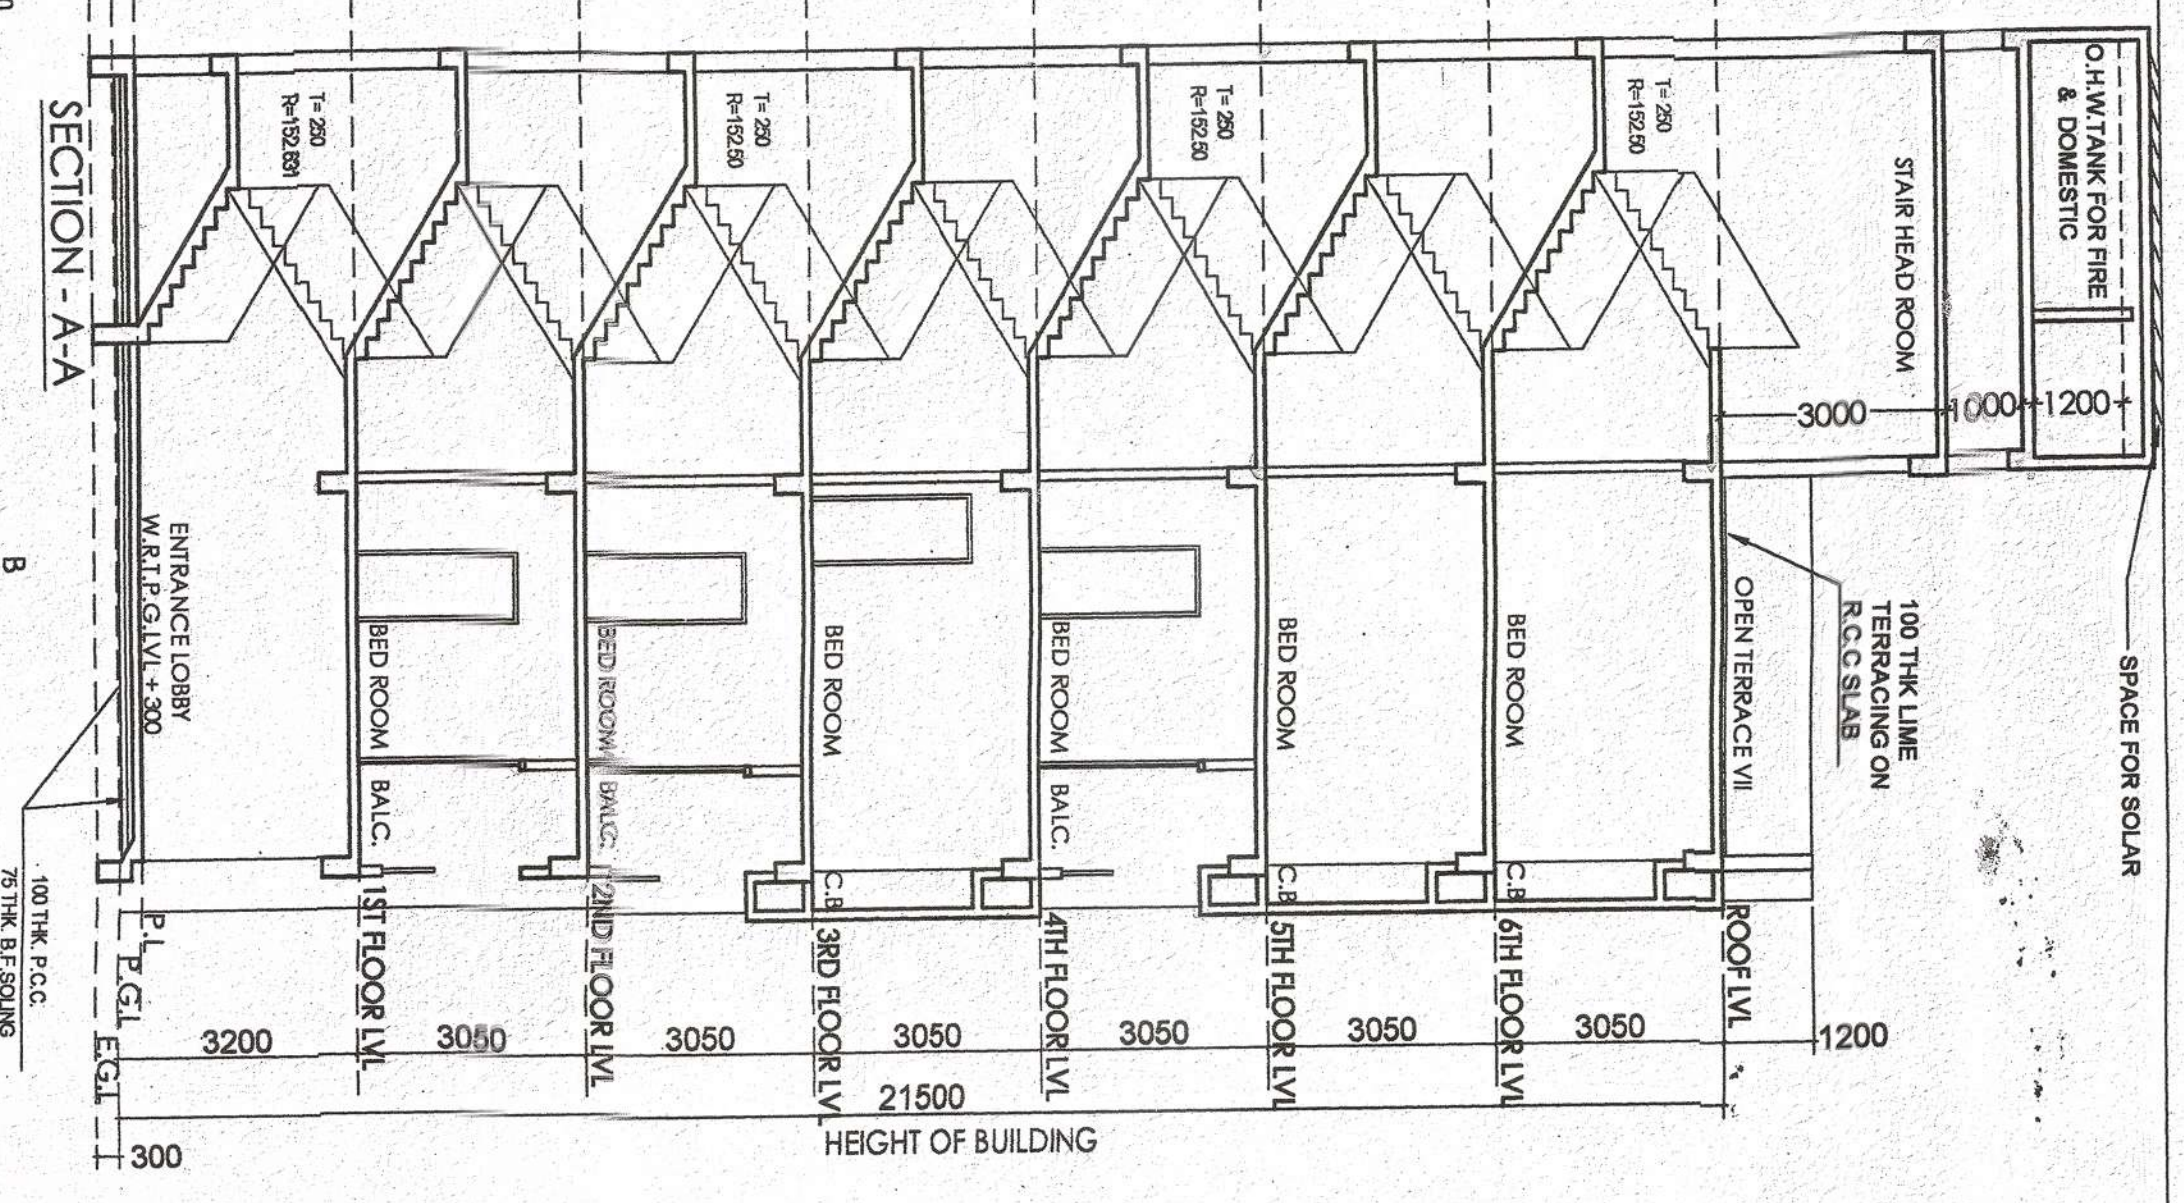 O.H.W.TANK FOR FIRE
& DOMESTIC
SPACE FOR SOLAR
STAIR HEAD ROOM
1200
1000
3000
100 THK LIME
TERRACING ON
R.C.C SLAB
OPEN TERRACE VII
ROOF LVL
1200
T= 250
R=152.50
BED ROOM
C.B
6TH FLOOR LVL
3050
BED ROOM
C.B
5TH FLOOR LVL
3050
T= 250
R=152.50
BED ROOM
BALC.
4TH FLOOR LVL
3050
BED ROOM
C.B
3RD FLOOR LVL
3050
T= 250
R=152.50
BED ROOM
BALC.
2ND FLOOR LVL
3050
BED ROOM
BALC.
1ST FLOOR LVL
3050
T= 250
R=152.631
ENTRANCE LOBBY
W.R.T.P.G.LVL + 300
3200
P.L
P.G.L
E.G.L
300
21500
HEIGHT OF BUILDING
SECTION - A-A
100 THK. P.C.C.
75 THK. B.F.SOLING
B